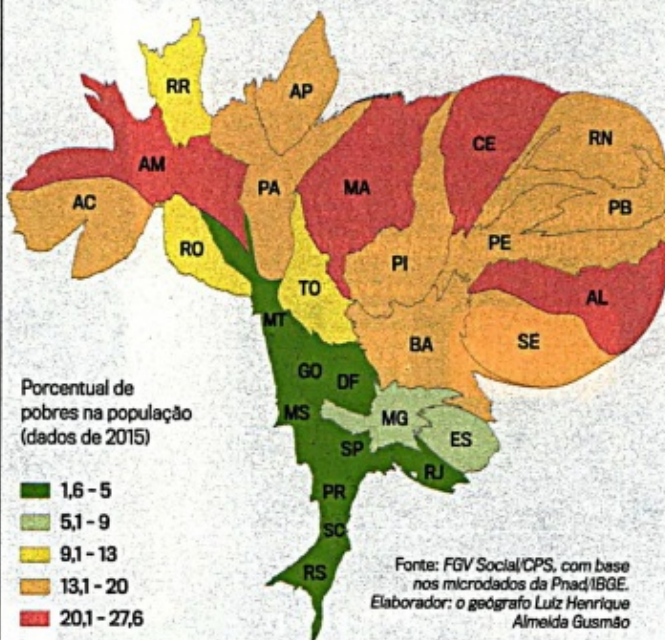 RR
AP
AM
PA
MA
CE
RN
AC
PB
RO
TO
PI
PE
AL
MT
BA
SE
GO
DF
MS
MG
ES
SP
RJ
PR
SC
RS
Porcentual de
pobres na população
(dados de 2015)
1,6 – 5
5,1 – 9
9,1 – 13
13,1 – 20
20,1 – 27,6
Fonte: FGV Social/CPS, com base
nos microdados da Pnad/IBGE.
Elaborador: o geógrafo Luiz Henrique
Almeida Gusmão